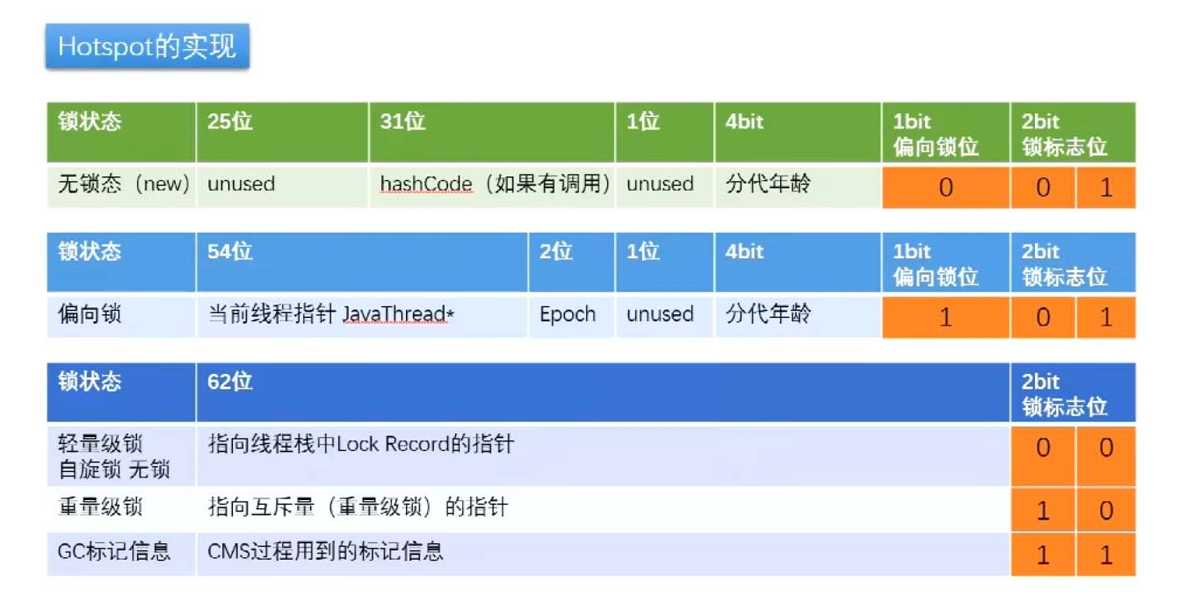 Hotspot的实现
锁状态 25位 31位 1位 4bit 1bit 2bit
偏向锁位 锁标志位
无锁态（new） unused hashCode（如果有调用） unused 分代年龄 0 0 1
锁状态 54位 2位 1位 4bit 1bit 2bit
偏向锁位 锁标志位
偏向锁 当前线程指针 JavaThread* Epoch unused 分代年龄 1 0 1
锁状态 62位 2bit
锁标志位
轻量级锁 指向线程栈中Lock Record的指针 0 0
自旋锁 无锁
重量级锁 指向互斥量（重量级锁）的指针 1 0
GC标记信息 CMS过程用到的标记信息 1 1